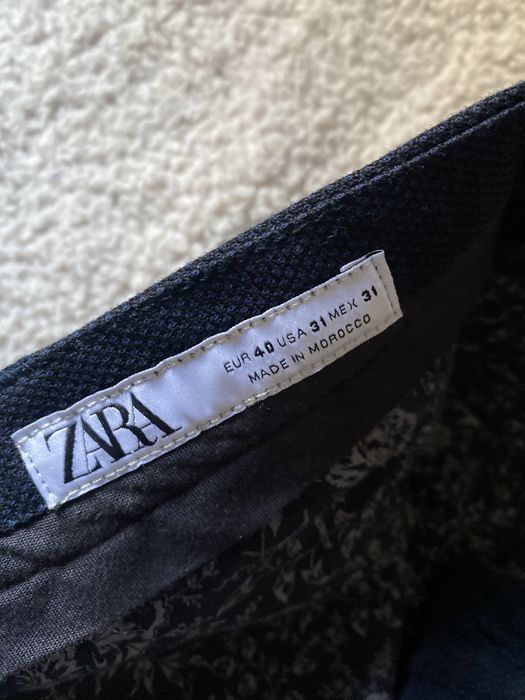 ZARA
EUR 40 USA 31 MEX 31
MADE IN MOROCCO